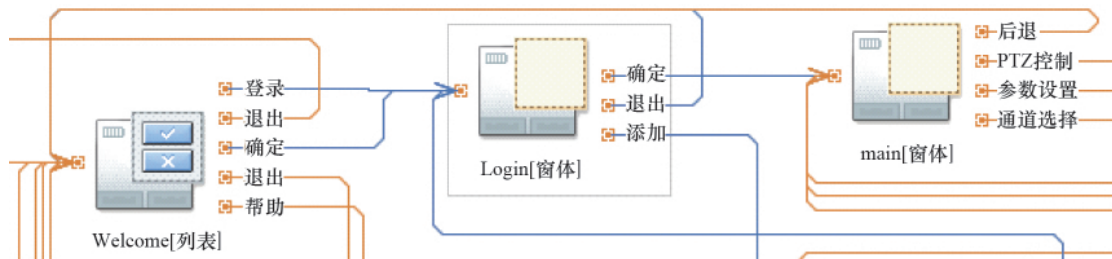 登录
退出
确定
退出
帮助
Welcome[列表]
确定
退出
添加
Login[窗体]
后退
PTZ控制
参数设置
通道选择
main[窗体]